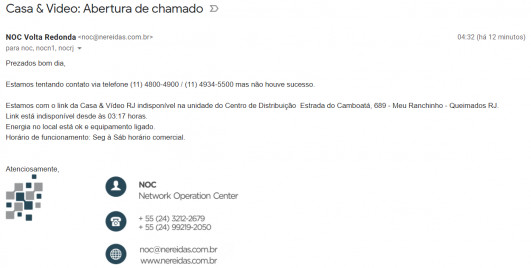 Casa & Video: Abertura de chamado
NOC Volta Redonda <noc@nereidas.com.br>
04:32 (há 12 minutos)
para noc, nocn1, nocrj
Prezados bom dia,
Estamos tentando contato via telefone (11) 4800-4900 / (11) 4934-5500 mas não houve sucesso.
Estamos com o link da Casa & Vídeo RJ indisponível na unidade do Centro de Distribuição Estrada do Camboatá, 689 - Meu Ranchinho - Queimados RJ.
Link está indisponível desde às 03:17 horas.
Energia no local está ok e equipamento ligado.
Horário de funcionamento: Seg à Sáb horário comercial.
Atenciosamente,
NOC
Network Operation Center
+ 55 (24) 3212-2679
+ 55 (24) 99219-2050
noc@nereidas.com.br
www.nereidas.com.br